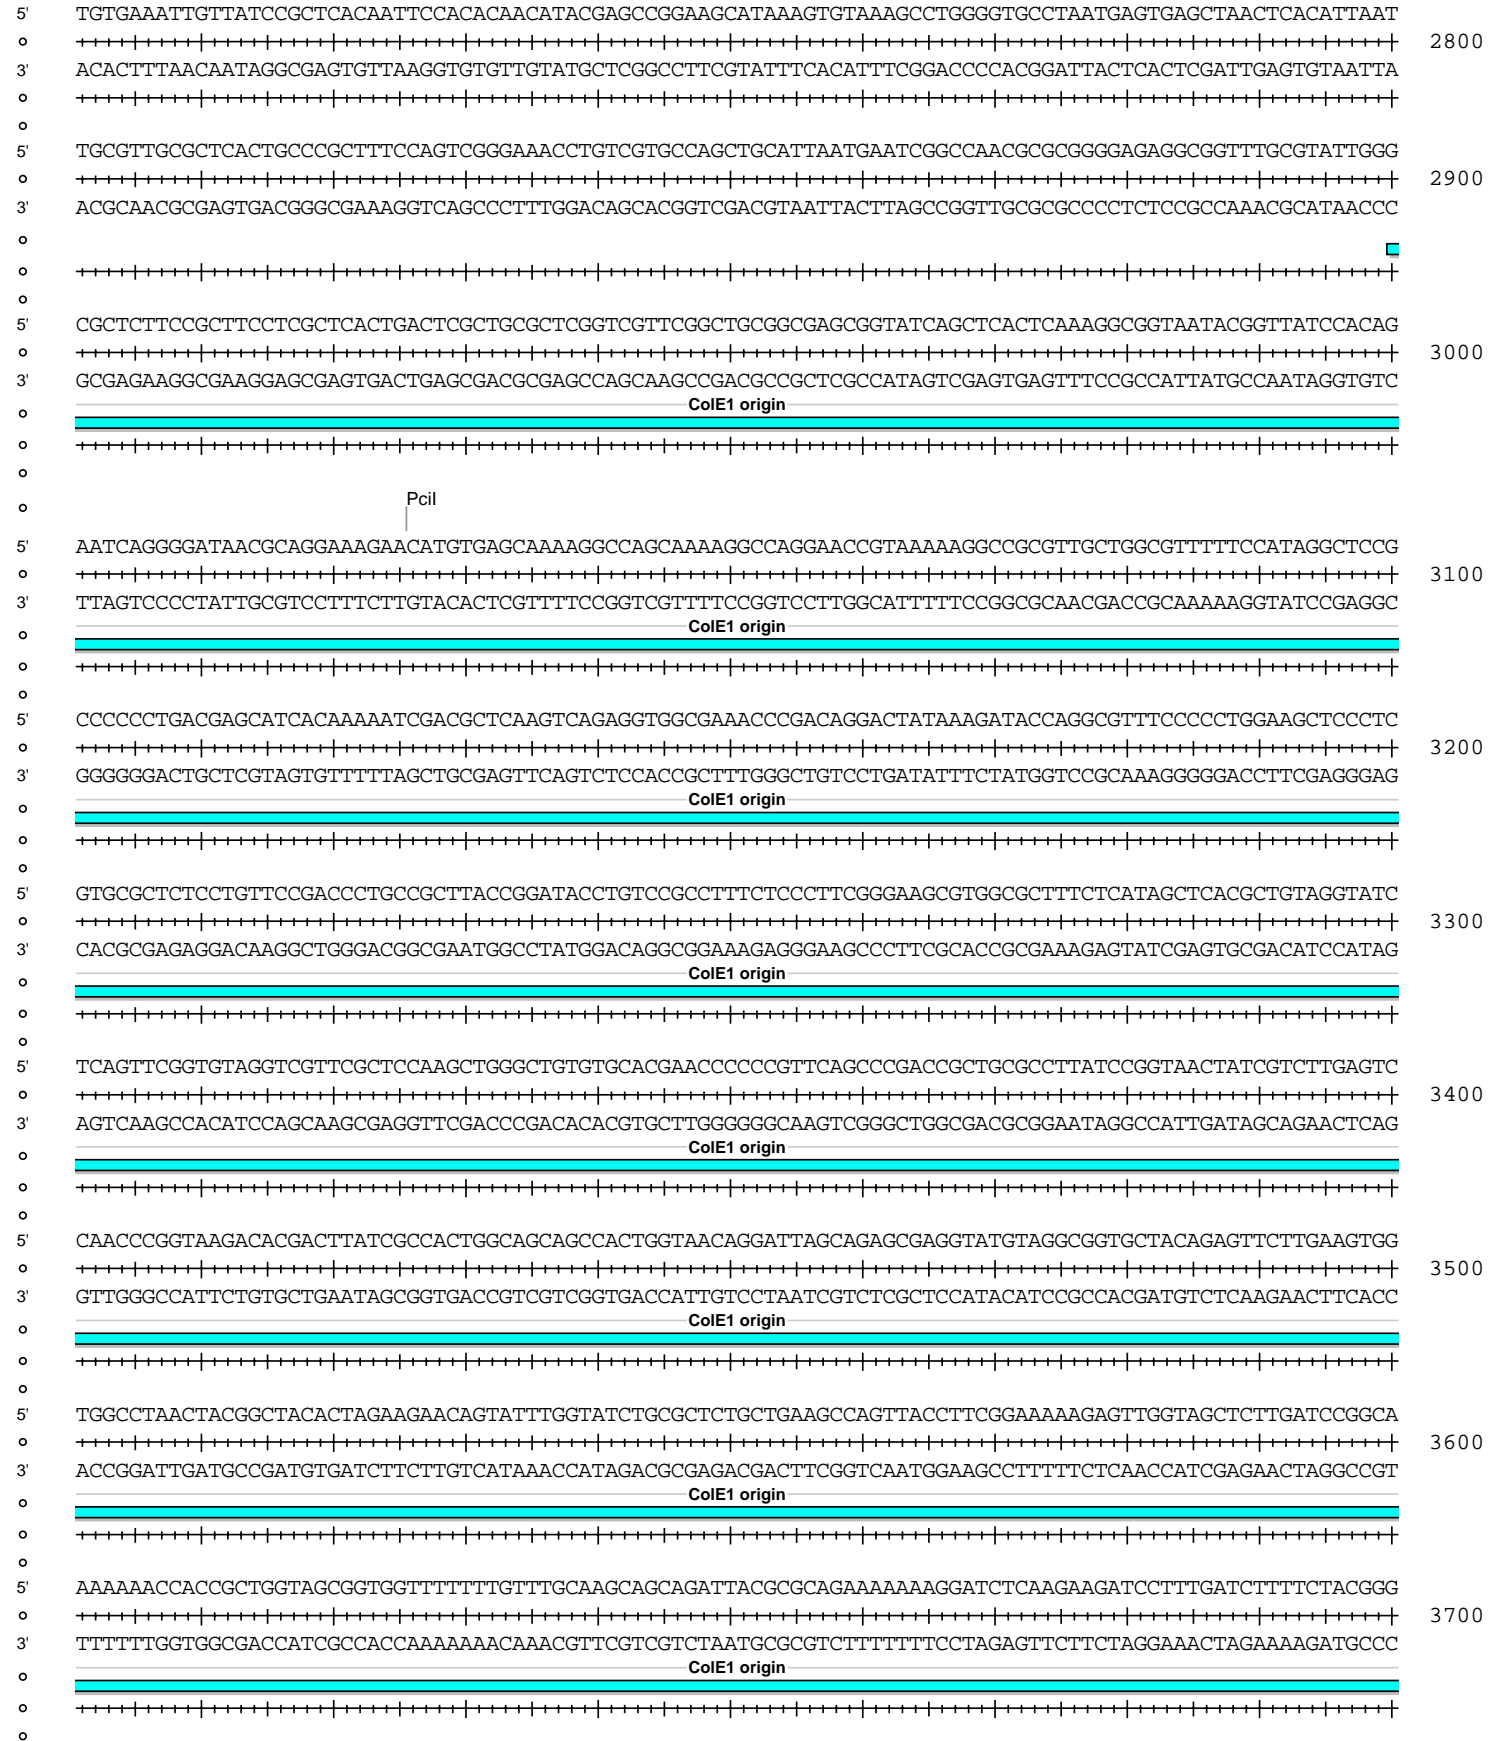 5' TGTGAAATTGTTATCCGCTCACAATTCCACACAACATACGAGCCGGAAGCATAAAGTGTAAAGCCTGGGGTGCCTAATGAGTGAGCTAACTCACATTAAT
2800
3' ACACTTTAACAATAGGCGAGTGTTAAGGTGTGTTGTATGCTCGGCCTTCGTATTTCACATTTCGGACCCCACGGATTACTCACTCGATTGAGTGTAATTA
5' TGCGTTGCGCTCACTGCCCGCTTTCCAGTCGGGAAACCTGTCGTGCCAGCTGCATTAATGAATCGGCCAACGCGCGGGGAGAGGCGGTTTGCGTATTGGG
2900
3' ACGCAACGCGAGTGACGGGCGAAAGGTCAGCCCTTTGGACAGCACGGTCGACGTAATTACTTAGCCGGTTGCGCGCCCCTCTCCGCCAAACGCATAACCC
5' CGCTCTTCCGCTTCCTCGCTCACTGACTCGCTGCGCTCGGTCGTTCGGCTGCGGCGAGCGGTATCAGCTCACTCAAAGGCGGTAATACGGTTATCCACAG
3000
3' GCGAGAAGGCGAAGGAGCGAGTGACTGAGCGACGCGAGCCAGCAAGCCGACGCCGCTCGCCATAGTCGAGTGAGTTTCCGCCATTATGCCAATAGGTGTC
ColE1 origin
PciI
5' AATCAGGGGATAACGCAGGAAAGAACATGTGAGCAAAAGGCCAGCAAAAGGCCAGGAACCGTAAAAAGGCCGCGTTGCTGGCGTTTTTCCATAGGCTCCG
3100
3' TTAGTCCCCTATTGCGTCCTTTCTTGTACACTCGTTTTCCGGTCGTTTTCCGGTCCTTGGCATTTTTCCGGCGCAACGACCGCAAAAAGGTATCCGAGGC
ColE1 origin
5' CCCCCCTGACGAGCATCACAAAAATCGACGCTCAAGTCAGAGGTGGCGAAACCCGACAGGACTATAAAGATACCAGGCGTTTCCCCCTGGAAGCTCCCTC
3200
3' GGGGGGACTGCTCGTAGTGTTTTTAGCTGCGAGTTCAGTCTCCACCGCTTTGGGCTGTCCTGATATTTCTATGGTCCGCAAAGGGGGACCTTCGAGGGAG
ColE1 origin
5' GTGCGCTCTCCTGTTCCGACCCTGCCGCTTACCGGATACCTGTCCGCCTTTCTCCCTTCGGGAAGCGTGGCGCTTTCTCATAGCTCACGCTGTAGGTATC
3300
3' CACGCGAGAGGACAAGGCTGGGACGGCGAATGGCCTATGGACAGGCGGAAAGAGGGAAGCCCTTCGCACCGCGAAAGAGTATCGAGTGCGACATCCATAG
ColE1 origin
5' TCAGTTCGGTGTAGGTCGTTCGCTCCAAGCTGGGCTGTGTGCACGAACCCCCCGTTCAGCCCGACCGCTGCGCCTTATCCGGTAACTATCGTCTTGAGTC
3400
3' AGTCAAGCCACATCCAGCAAGCGAGGTTCGACCCGACACACGTGCTTGGGGGGCAAGTCGGGCTGGCGACGCGGAATAGGCCATTGATAGCAGAACTCAG
ColE1 origin
5' CAACCCGGTAAGACACGACTTATCGCCACTGGCAGCAGCCACTGGTAACAGGATTAGCAGAGCGAGGTATGTAGGCGGTGCTACAGAGTTCTTGAAGTGG
3500
3' GTTGGGCCATTCTGTGCTGAATAGCGGTGACCGTCGTCGGTGACCATTGTCCTAATCGTCTCGCTCCATACATCCGCCACGATGTCTCAAGAACTTCACC
ColE1 origin
5' TGGCCTAACTACGGCTACACTAGAAGAACAGTATTTGGTATCTGCGCTCTGCTGAAGCCAGTTACCTTCGGAAAAAGAGTTGGTAGCTCTTGATCCGGCA
3600
3' ACCGGATTGATGCCGATGTGATCTTCTTGTCATAAACCATAGACGCGAGACGACTTCGGTCAATGGAAGCCTTTTTCTCAACCATCGAGAACTAGGCCGT
ColE1 origin
5' AAAAAACCACCGCTGGTAGCGGTGGTTTTTTTGTTTGCAAGCAGCAGATTACGCGCAGAAAAAAAGGATCTCAAGAAGATCCTTTGATCTTTTCTACGGG
3700
3' TTTTTTGGTGGCGACCATCGCCACCAAAAAAACAAACGTTCGTCGTCTAATGCGCGTCTTTTTTTCCTAGAGTTCTTCTAGGAAACTAGAAAAGATGCCC
ColE1 origin